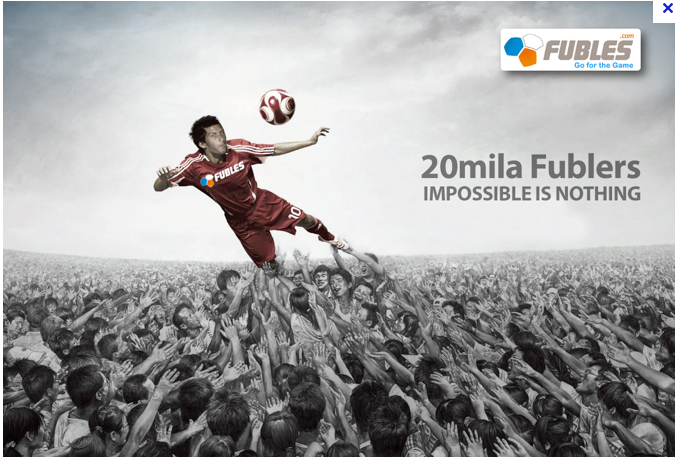 .com
FUBLES
Go for the Game
FUBLES
10
20mila Fublers
IMPOSSIBLE IS NOTHING